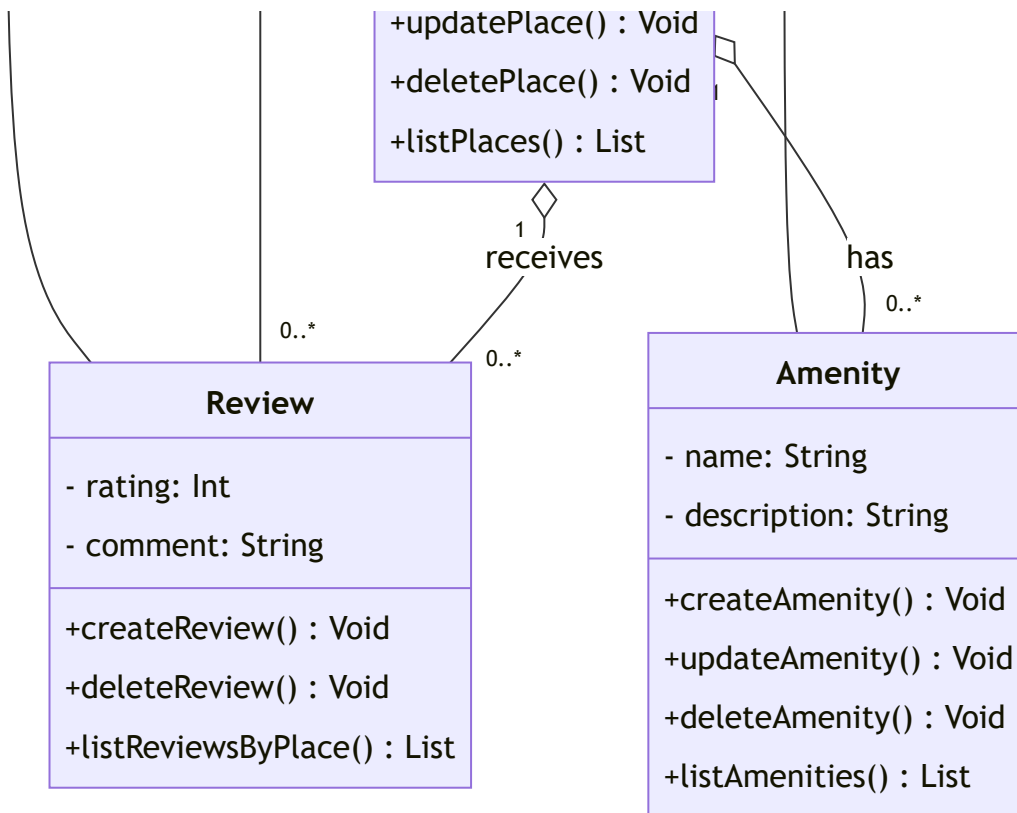 +updatePlace() : Void
+deletePlace() : Void
+listPlaces() : List
1
1
receives
has
0..*
0..*
0..*
Review
- rating: Int
- comment: String
+createReview() : Void
+deleteReview() : Void
+listReviewsByPlace() : List
Amenity
- name: String
- description: String
+createAmenity() : Void
+updateAmenity() : Void
+deleteAmenity() : Void
+listAmenities() : List